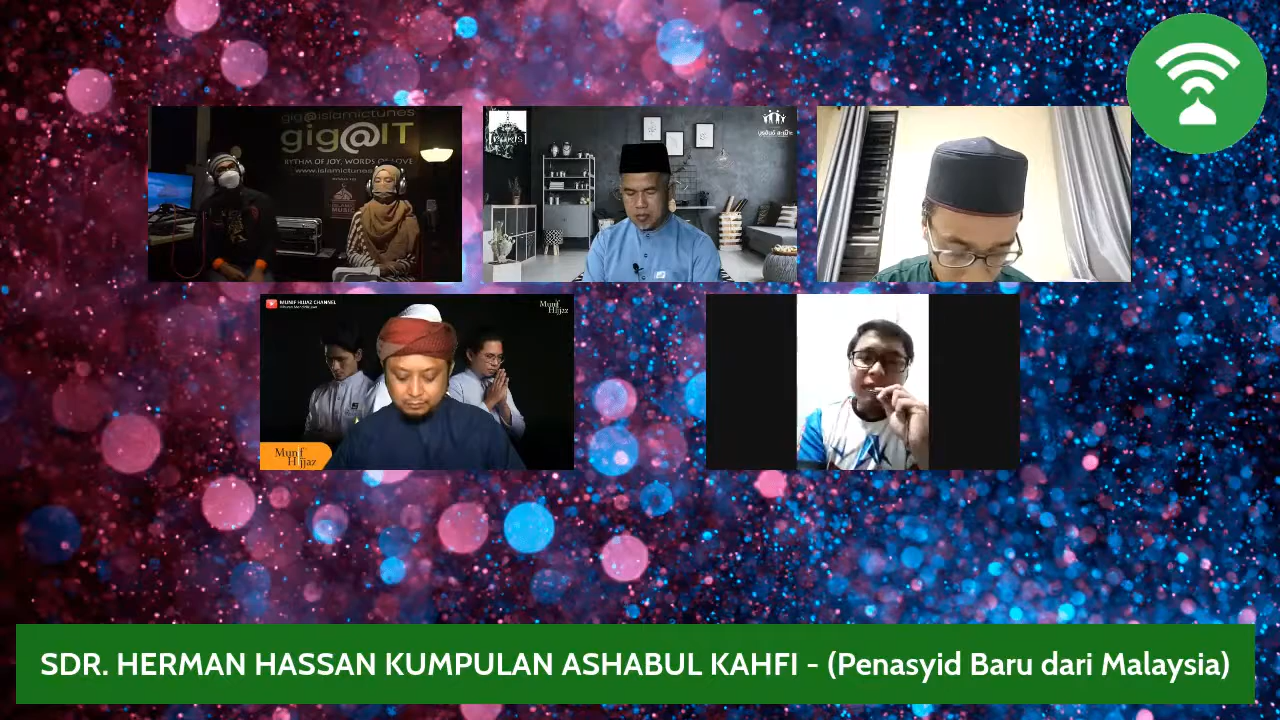 gig@islamictunes
gig@IT
RYTHM OF JOY, WORDS OF LOVE
www.islamictunes
MUSIC
MUNIF HIJJAZ CHANNEL
Munif
Hijjaz
Munif
Hijjaz
SDR. HERMAN HASSAN KUMPULAN ASHABUL KAHFI - (Penasyid Baru dari Malaysia)